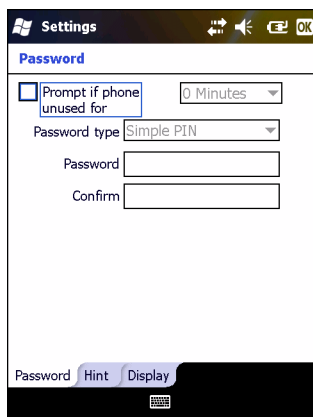 Settings
OK
Password
Prompt if phone
unused for
0 Minutes
Password type
Simple PIN
Password
Confirm
Password
Hint
Display